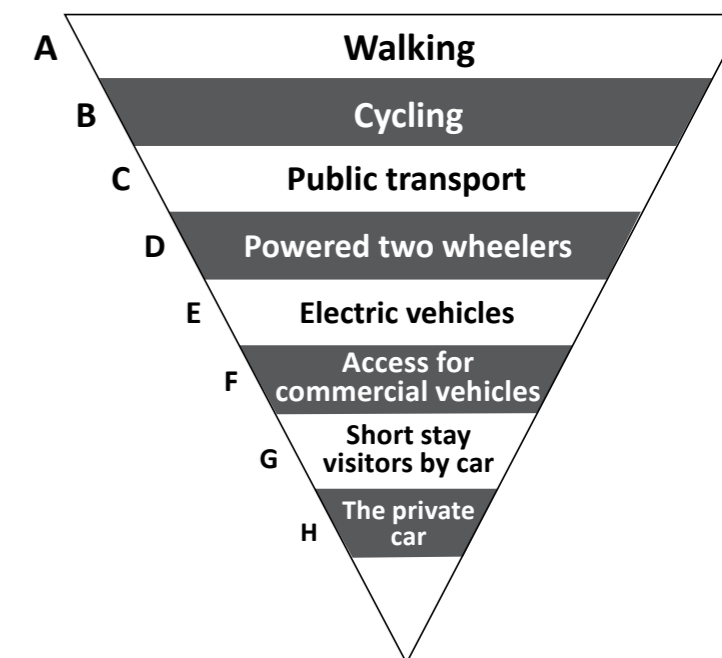 A Walking
B Cycling
C Public transport
D Powered two wheelers
E Electric vehicles
F Access for
commercial vehicles
G Short stay
visitors by car
H The private
car